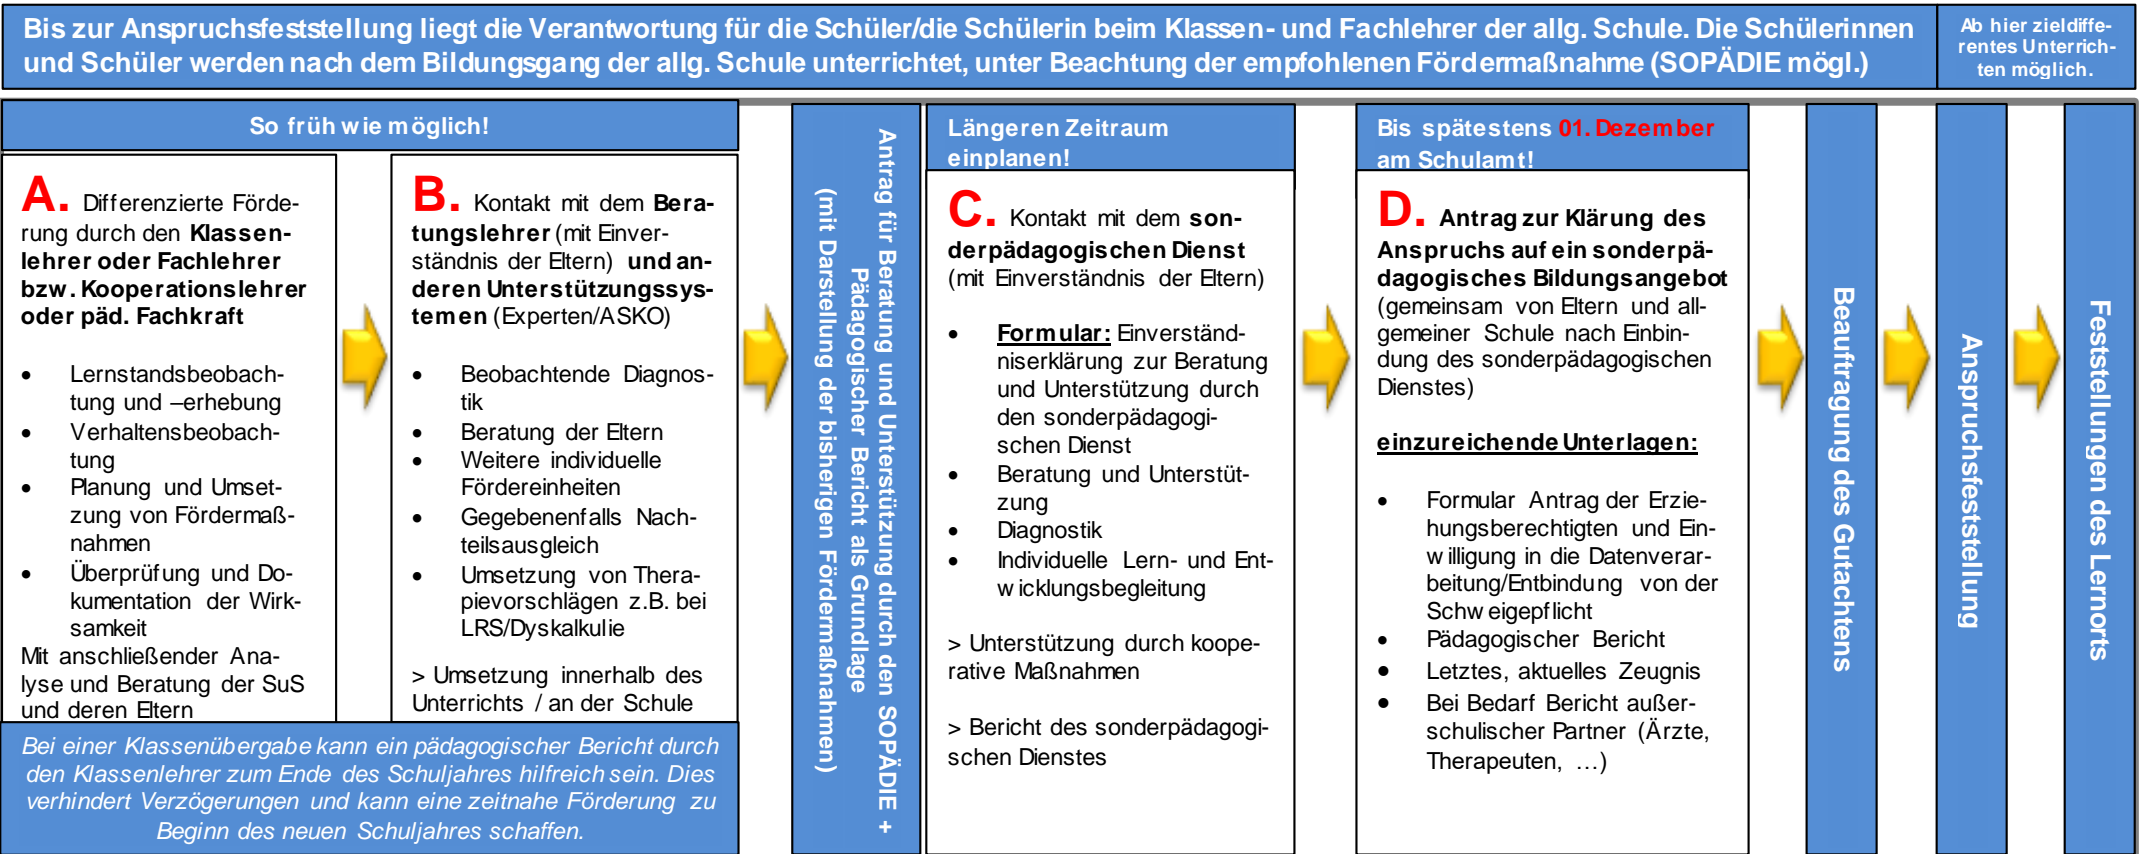 Bis zur Anspruchsfeststellung liegt die Verantwortung für die Schüler/die Schülerin beim Klassen- und Fachlehrer der allg. Schule. Die Schülerinnen
und Schüler werden nach dem Bildungsgang der allg. Schule unterrichtet, unter Beachtung der empfohlenen Fördermaßnahme (SOPÄDIE mögl.)
Ab hier zieldiffe-
rentes Unterrich-
ten möglich.
So früh wie möglich!
A. Differenzierte Förde-
rung durch den Klassen-
lehrer oder Fachlehrer
bzw. Kooperationslehrer
oder päd. Fachkraft
• Lernstandsbeobach-
tung und –erhebung
• Verhaltensbeobach-
tung
• Planung und Umset-
zung von Fördermaß-
nahmen
• Überprüfung und Do-
kumentation der Wirk-
samkeit
Mit anschließender Ana-
lyse und Beratung der SuS
und deren Eltern
B. Kontakt mit dem Bera-
tungslehrer (mit Einver-
ständnis der Eltern) und an-
deren Unterstützungssys-
temen (Experten/ASKO)
• Beobachtende Diagnos-
tik
• Beratung der Eltern
• Weitere individuelle
Fördereinheiten
• Gegebenenfalls Nach-
teilsausgleich
• Umsetzung von Thera-
pievorschlägen z.B. bei
LRS/Dyskalkulie
> Umsetzung innerhalb des
Unterrichts / an der Schule
Bei einer Klassenübergabe kann ein pädagogischer Bericht durch
den Klassenlehrer zum Ende des Schuljahres hilfreich sein. Dies
verhindert Verzögerungen und kann eine zeitnahe Förderung zu
Beginn des neuen Schuljahres schaffen.
Antrag für Beratung und Unterstützung durch den SOPÄDIE +
Pädagogischer Bericht als Grundlage
(mit Darstellung der bisherigen Fördermaßnahmen)
Längeren Zeitraum
einplanen!
C. Kontakt mit dem son-
derpädagogischen Dienst
(mit Einverständnis der Eltern)
• Formular: Einverständ-
niserklärung zur Beratung
und Unterstützung durch
den sonderpädagogi-
schen Dienst
• Beratung und Unterstüt-
zung
• Diagnostik
• Individuelle Lern- und Ent-
wicklungsbegleitung
> Unterstützung durch koope-
rative Maßnahmen
> Bericht des sonderpädagogi-
schen Dienstes
Bis spätestens 01. Dezember
am Schulamt!
D. Antrag zur Klärung des
Anspruchs auf ein sonderpä-
dagogisches Bildungsangebot
(gemeinsam von Eltern und all-
gemeiner Schule nach Einbin-
dung des sonderpädagogischen
Dienstes)
einzureichende Unterlagen:
• Formular Antrag der Erzie-
hungsberechtigten und Ein-
willigung in die Datenverar-
beitung/Entbindung von der
Schweigepflicht
• Pädagogischer Bericht
• Letztes, aktuelles Zeugnis
• Bei Bedarf Bericht außer-
schulischer Partner (Ärzte,
Therapeuten, …)
Beauftragung des Gutachtens
Anspruchsfeststellung
Feststellungen des Lernorts